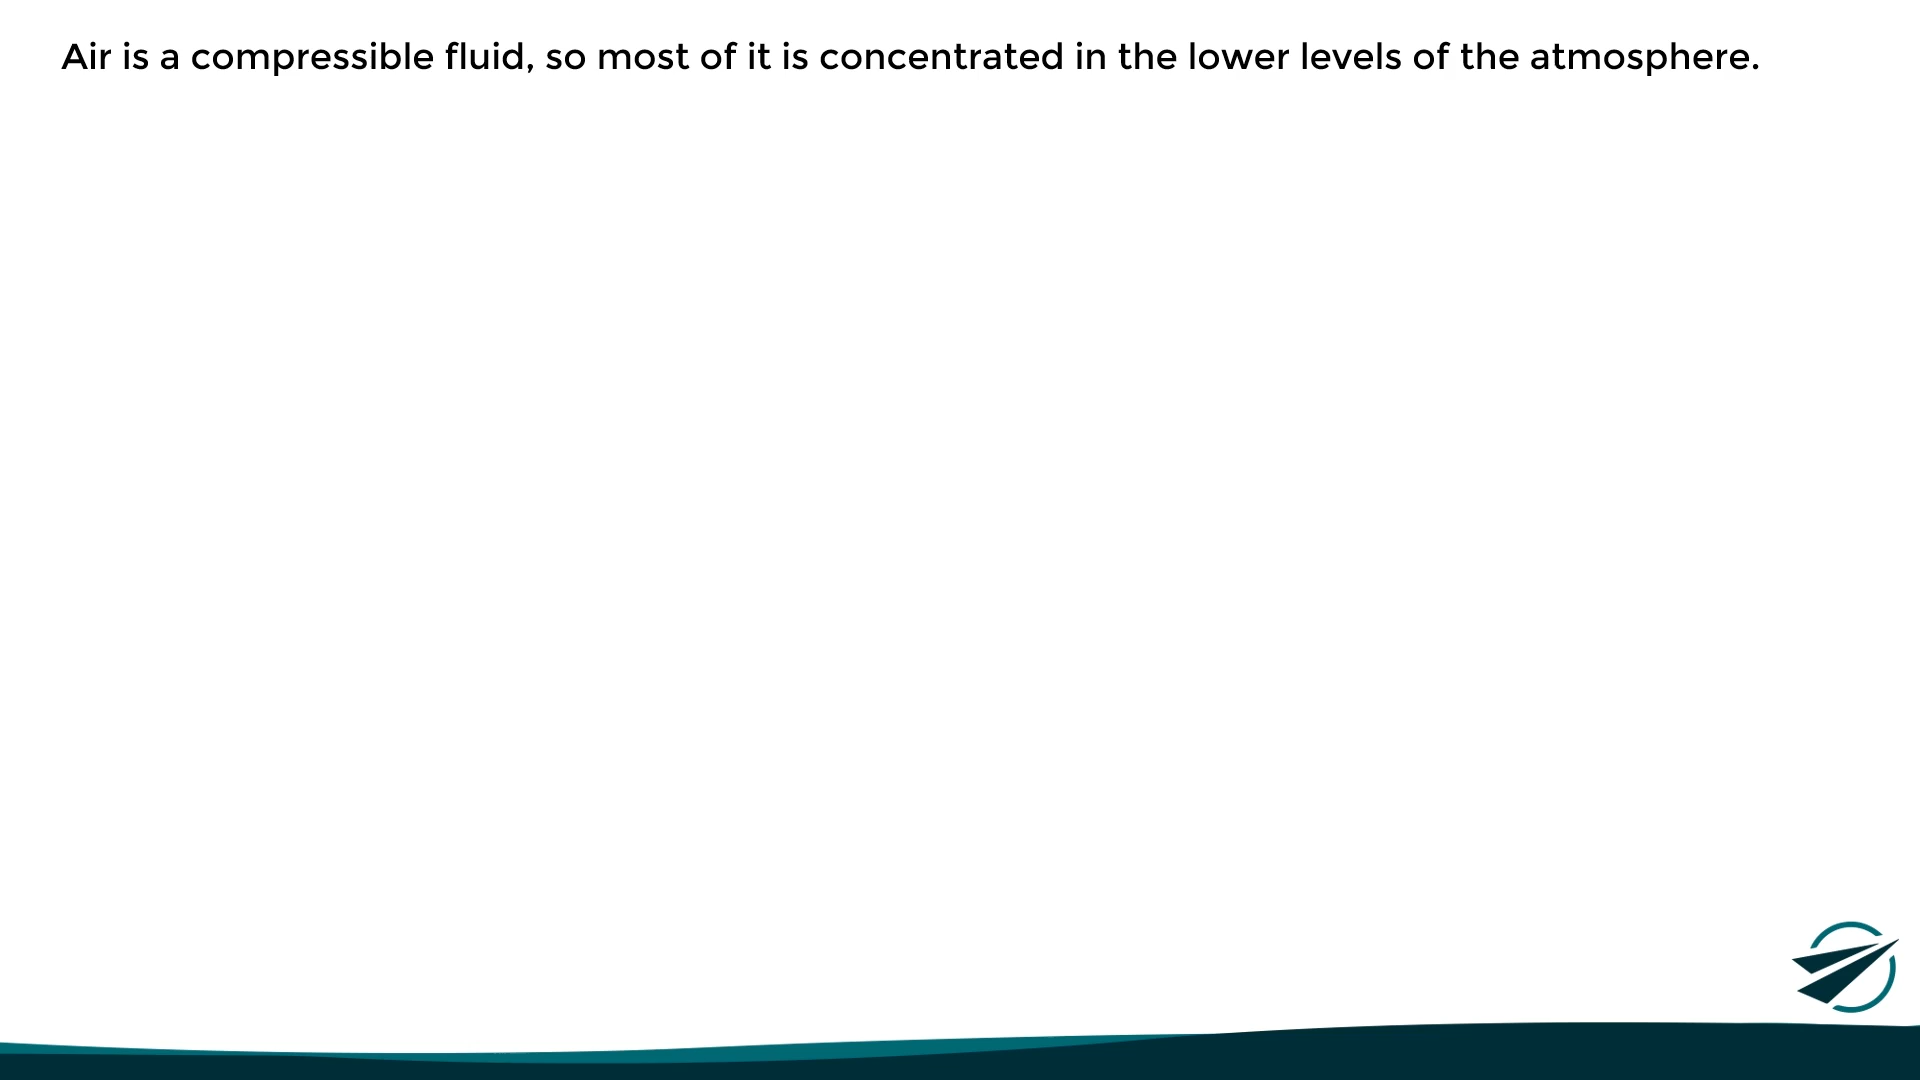 Air is a compressible fluid, so most of it is concentrated in the lower levels of the atmosphere.